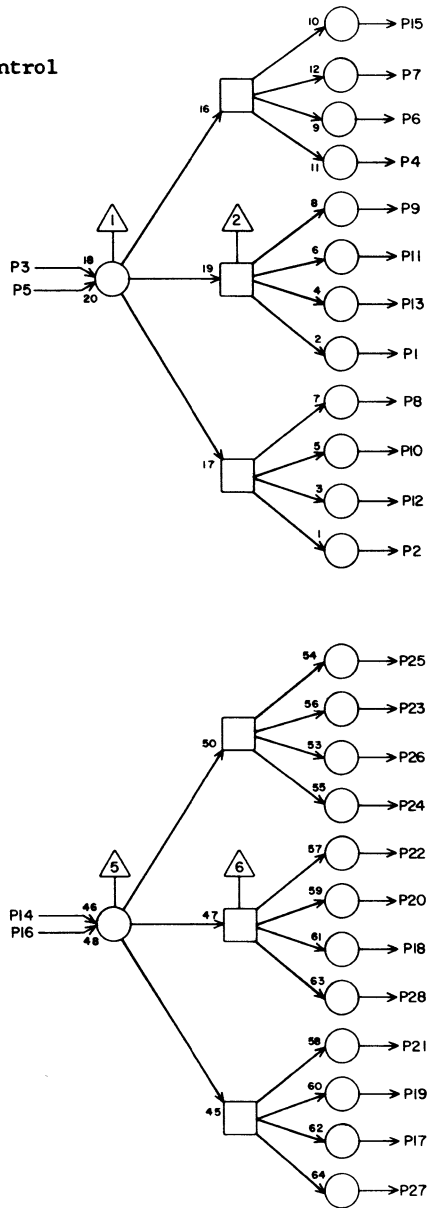 10 P15
ntrol
12 P7
16 9 P6
11 P4
1 2 8 P9
P3 18 19 6 P11
P5 20 4 P13
2 P1
7 P8
17 5 P10
3 P12
1 P2
54 P25
56 P23
50 53 P26
55 P24
5 6 57 P22
P14 46 47 59 P20
P16 48 61 P18
63 P28
58 P21
45 60 P19
62 P17
64 P27